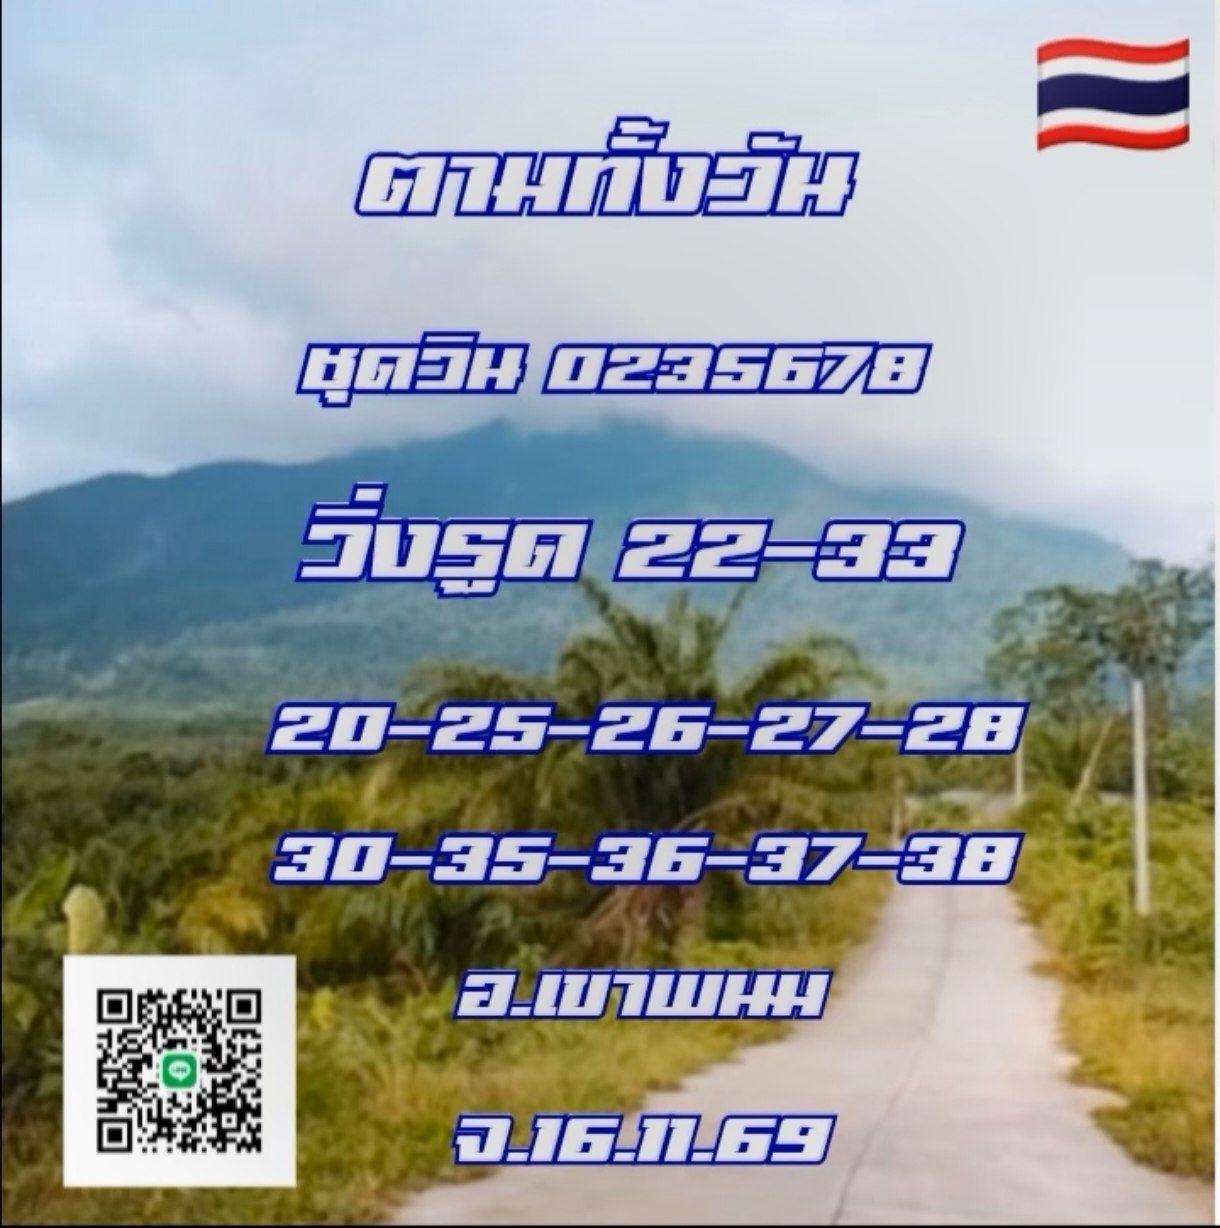 ตามทั้งวัน
ชุดวิน 0235678
วิ่งรูด 22-33
20-25-26-27-28
30-35-36-37-38
อ.เขาพนม
จ.16.11.69